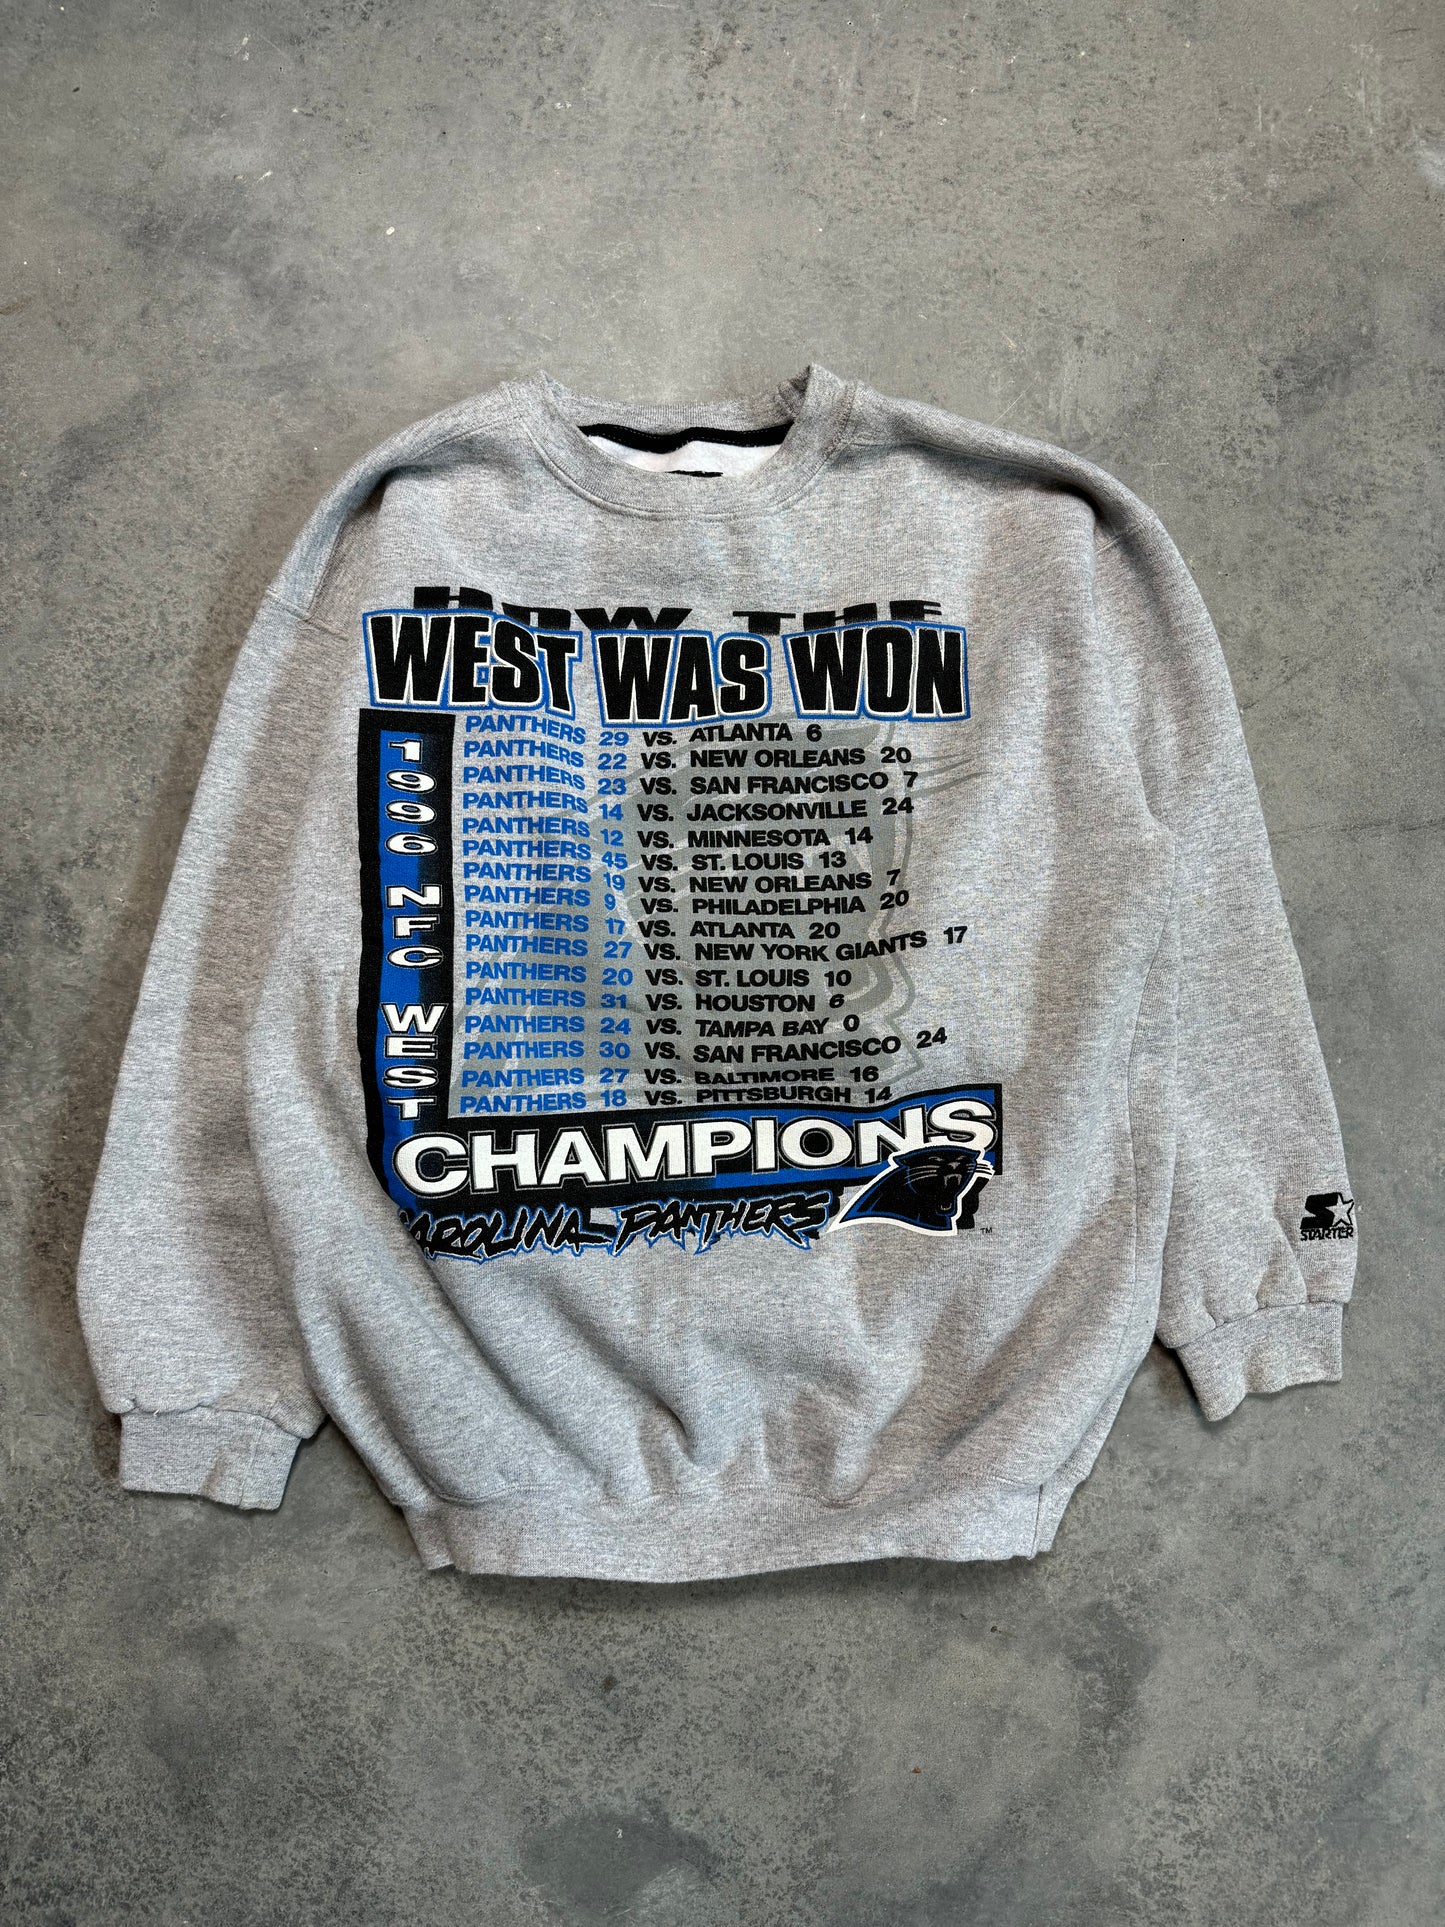 HOW THE
WEST WAS WON
1996 NFC WEST
PANTHERS 29 VS. ATLANTA 6
PANTHERS 22 VS. NEW ORLEANS 20
PANTHERS 23 VS. SAN FRANCISCO 7
PANTHERS 14 VS. JACKSONVILLE 24
PANTHERS 12 VS. MINNESOTA 14
PANTHERS 45 VS. ST. LOUIS 13
PANTHERS 19 VS. NEW ORLEANS 7
PANTHERS 9 VS. PHILADELPHIA 20
PANTHERS 17 VS. ATLANTA 20
PANTHERS 27 VS. NEW YORK GIANTS 17
PANTHERS 20 VS. ST. LOUIS 10
PANTHERS 31 VS. HOUSTON 6
PANTHERS 24 VS. TAMPA BAY 0
PANTHERS 30 VS. SAN FRANCISCO 24
PANTHERS 27 VS. BALTIMORE 16
PANTHERS 18 VS. PITTSBURGH 14
CHAMPIONS
CAROLINA PANTHERS
TM
S
STARTER